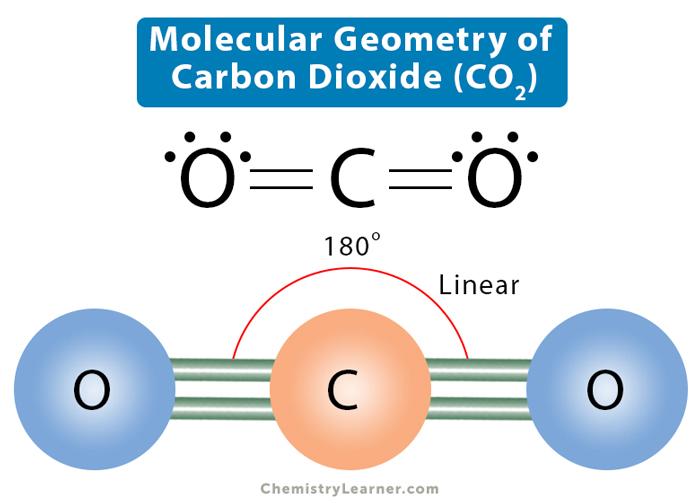 Molecular Geometry of
Carbon Dioxide (CO₂)
O C O
180°
Linear
O C O
ChemistryLearner.com